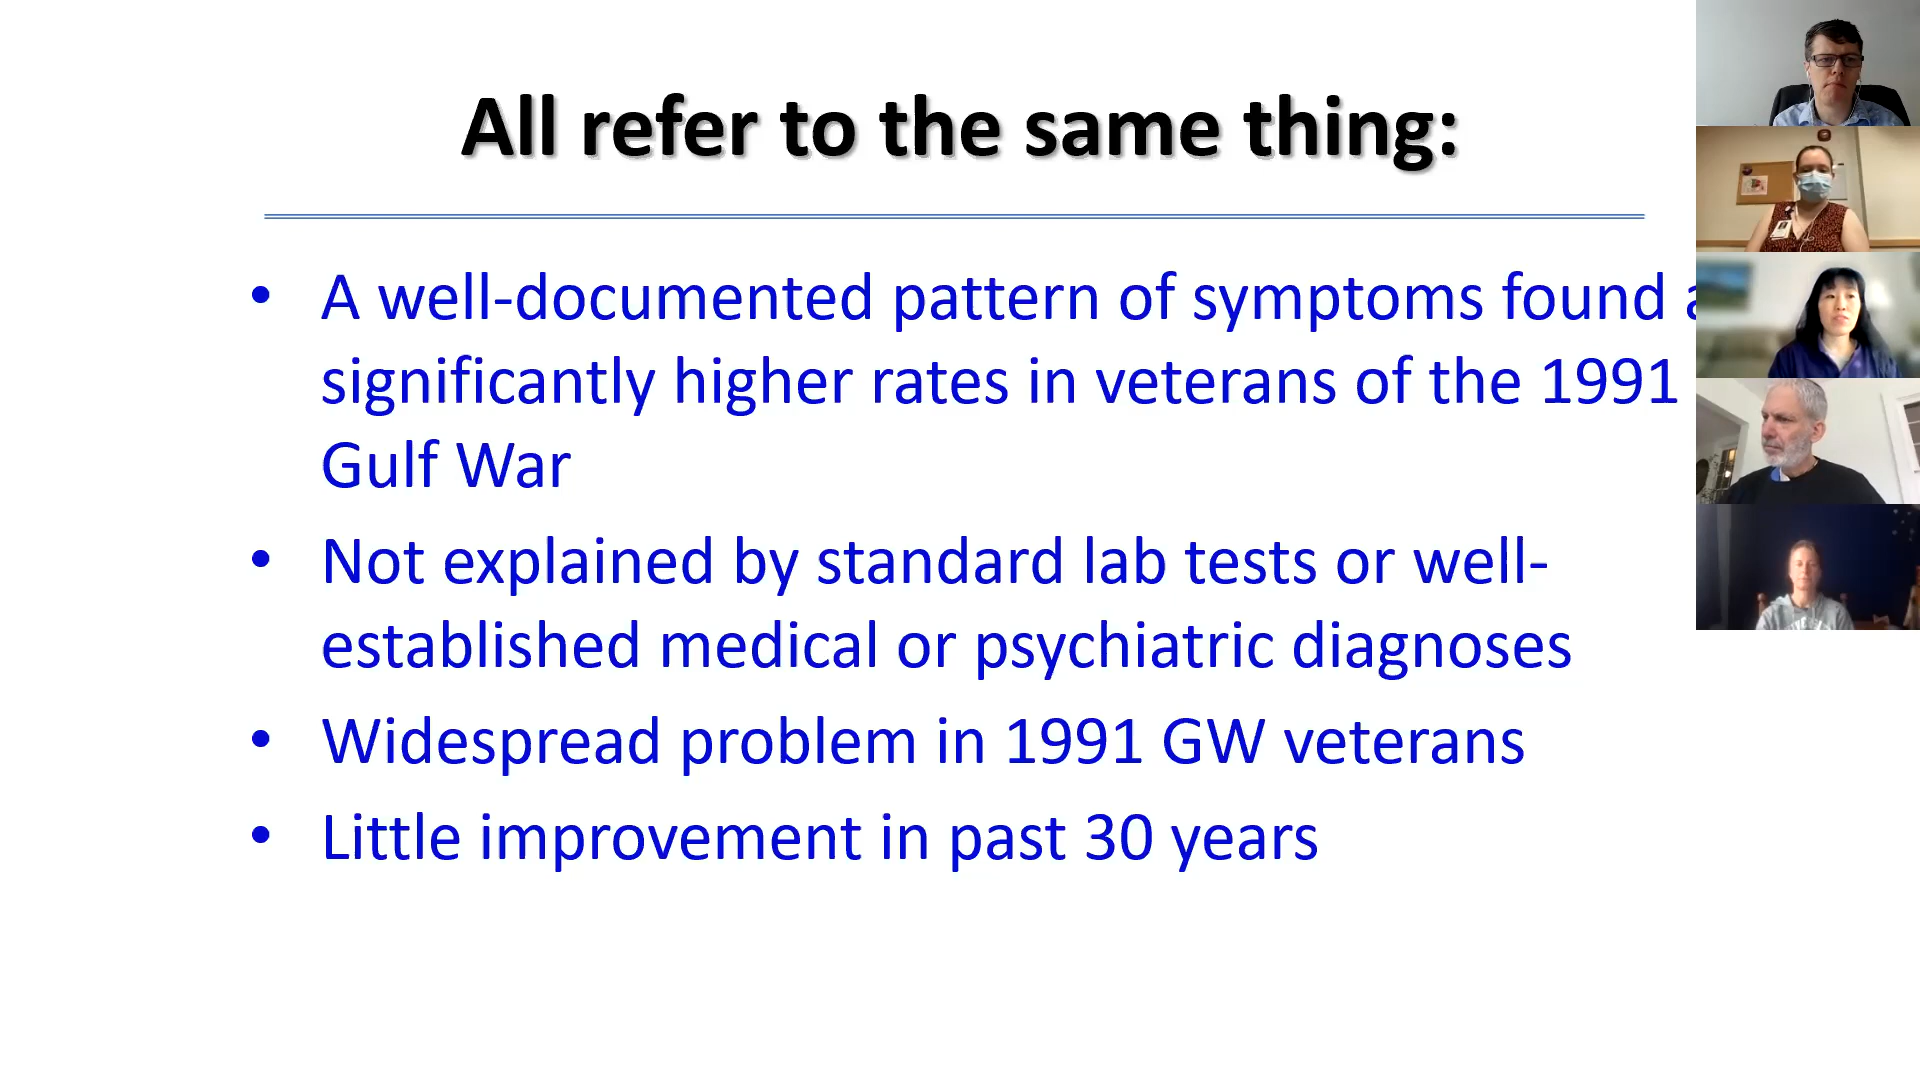 All refer to the same thing:
• A well-documented pattern of symptoms found
significantly higher rates in veterans of the 1991
Gulf War
• Not explained by standard lab tests or well-
established medical or psychiatric diagnoses
• Widespread problem in 1991 GW veterans
• Little improvement in past 30 years